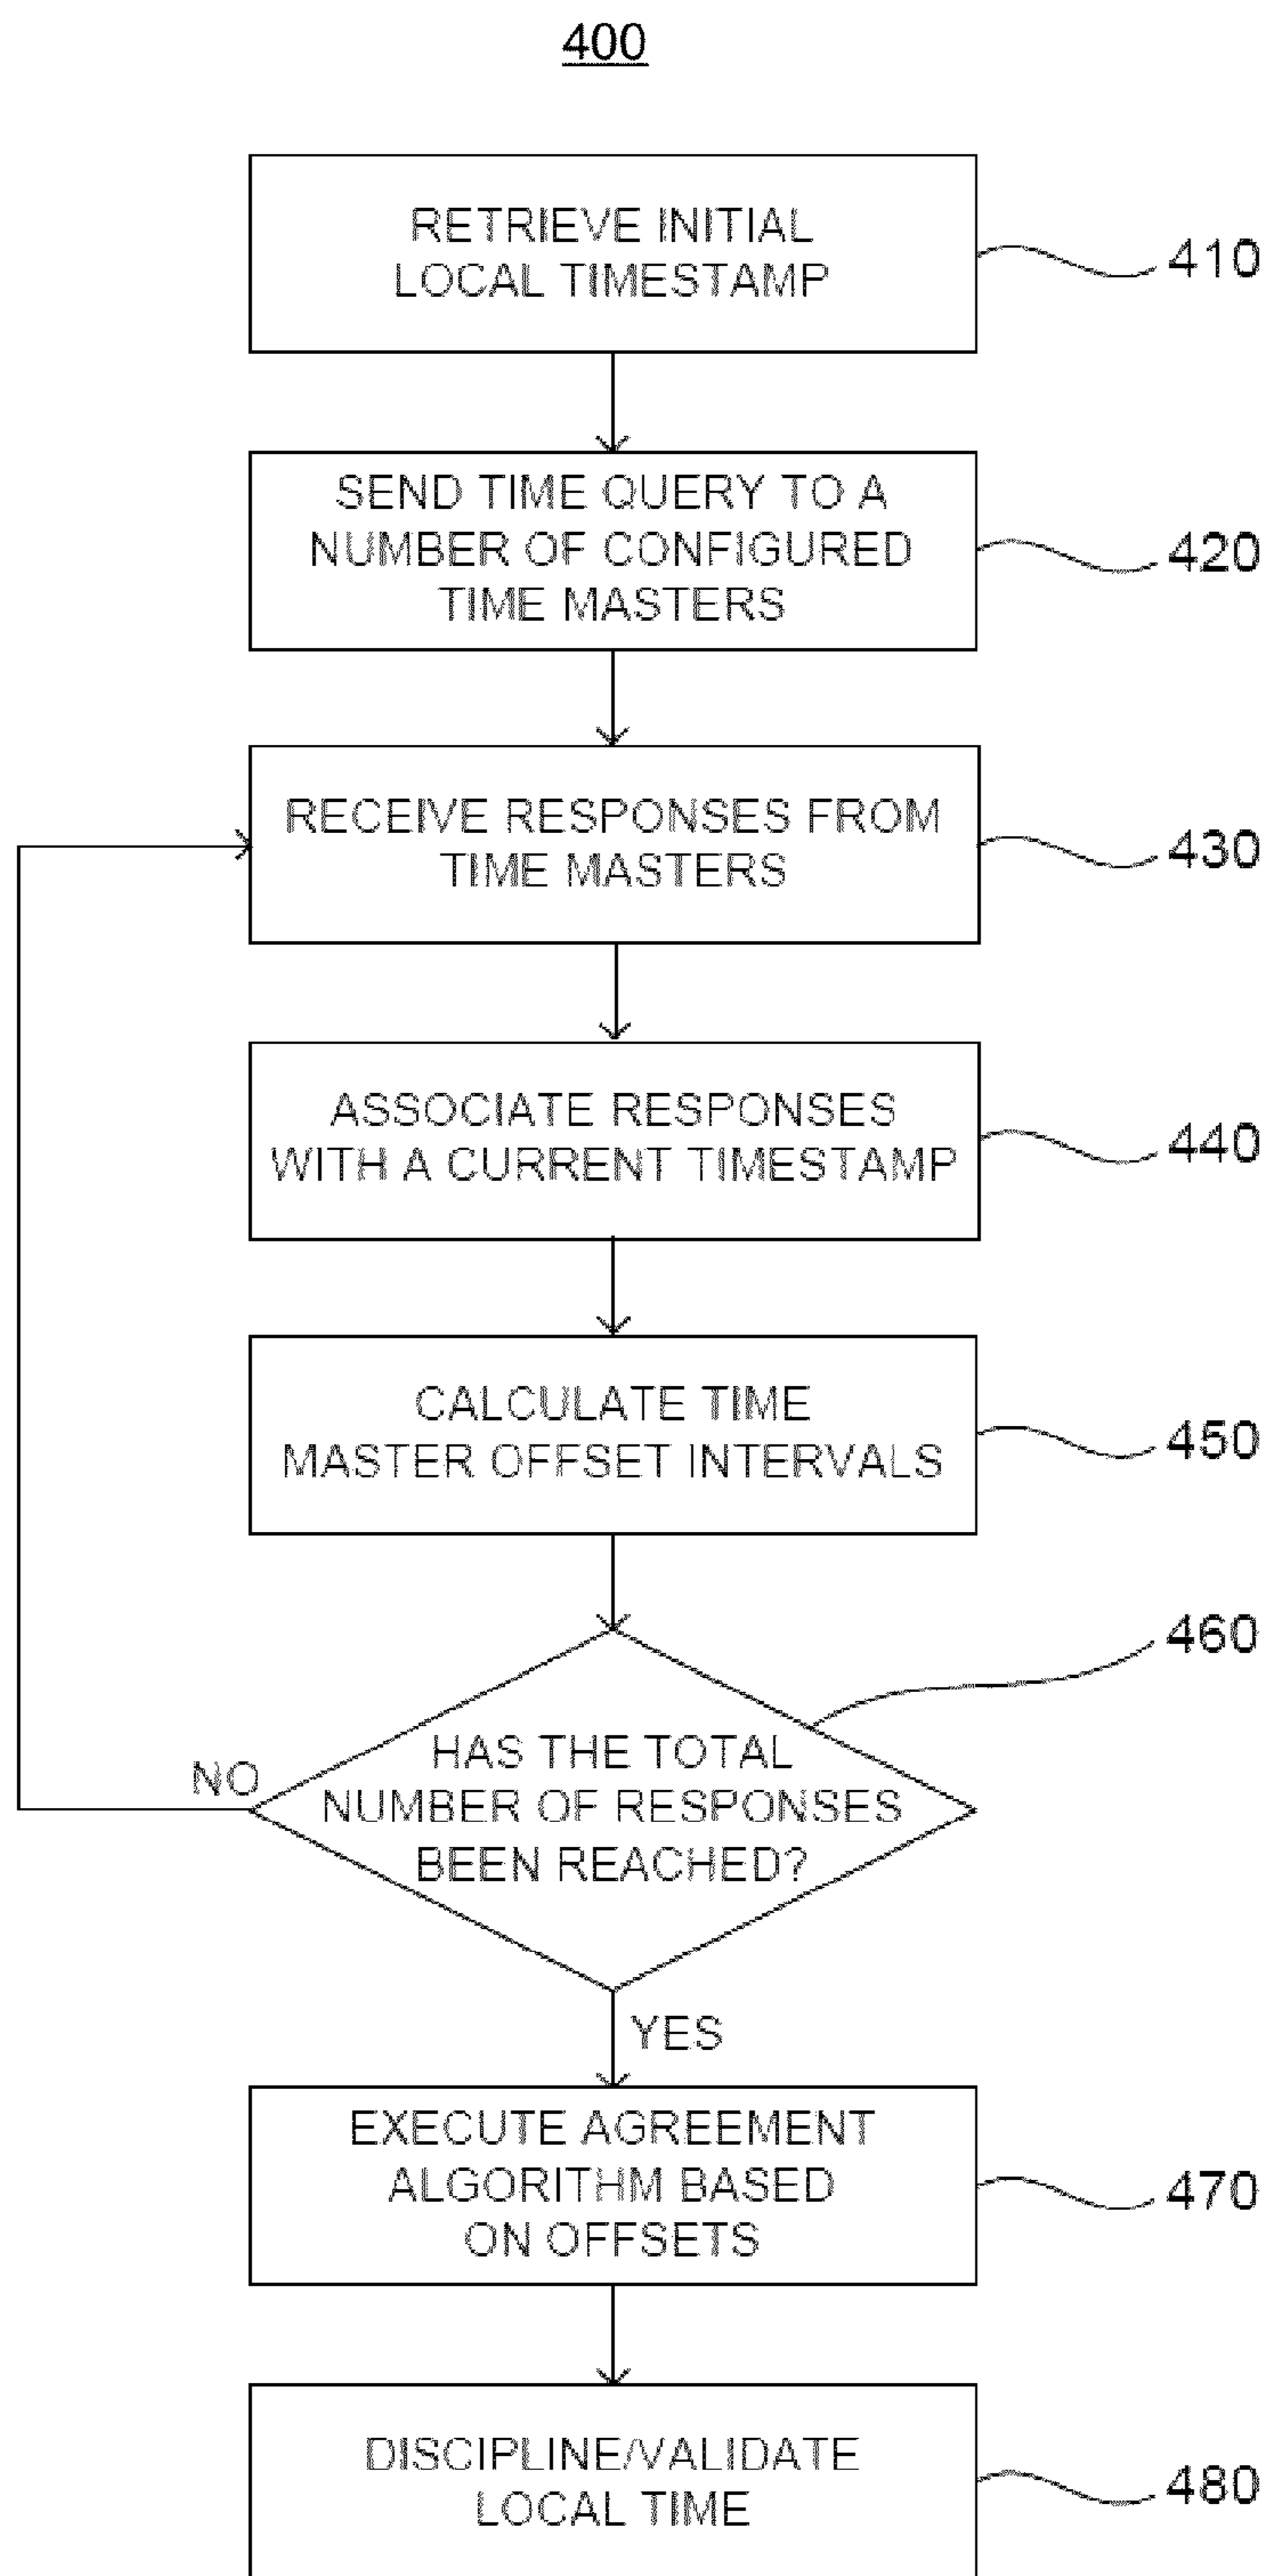 400
RETRIEVE INITIAL
LOCAL TIMESTAMP
410
SEND TIME QUERY TO A
NUMBER OF CONFIGURED
TIME MASTERS
420
RECEIVE RESPONSES FROM
TIME MASTERS
430
ASSOCIATE RESPONSES
WITH A CURRENT TIMESTAMP
440
CALCULATE TIME
MASTER OFFSET INTERVALS
450
460
HAS THE TOTAL
NUMBER OF RESPONSES
BEEN REACHED?
NO
YES
EXECUTE AGREEMENT
ALGORITHM BASED
ON OFFSETS
470
DISCIPLINE/VALIDATE
LOCAL TIME
480